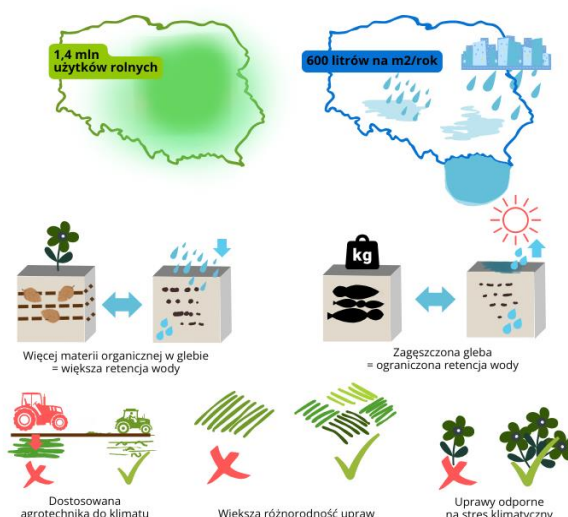 1,4 mln
użytków rolnych
600 litrów na m2/rok
kg
Więcej materii organicznej w glebie
= większa retencja wody
Zagęszczona gleba
= ograniczona retencja wody
Dostosowana
agrotechnika do klimatu
Większa różnorodność upraw
Uprawy odporne
na stres klimatyczny